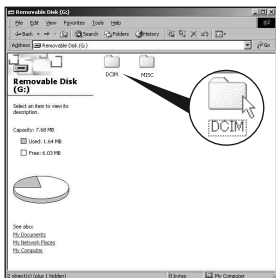 Removable Disk (G:)
File Edit View Favorites Tools Help
Back Search Folders History
Address Removable Disk (G:) Go
DCIM MISC
Removable Disk (G:)
Select an item to view its description.
Capacity: 7.68 MB
Used: 1.64 MB
Free: 6.03 MB
DCIM
See also:
My Documents
My Network Places
My Computer
2 object(s) (plus 1 hidden) 0 bytes My Computer